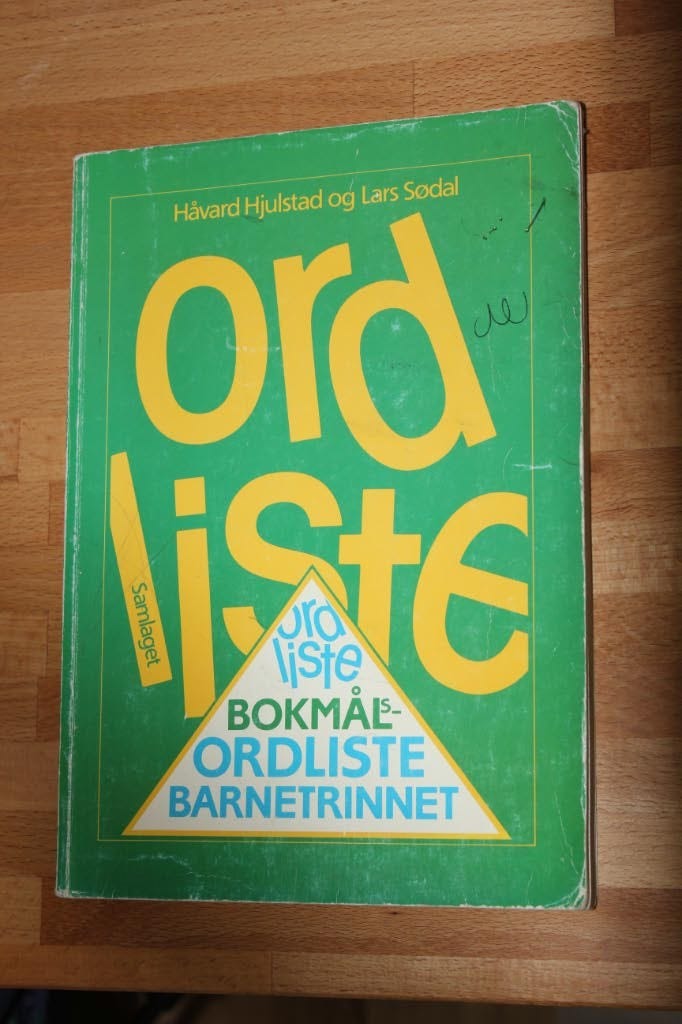 Håvard Hjulstad og Lars Sødal
ord
liste
Samlaget
ord
liste
BOKMÅLs-
ORDLISTE
BARNETRINNET